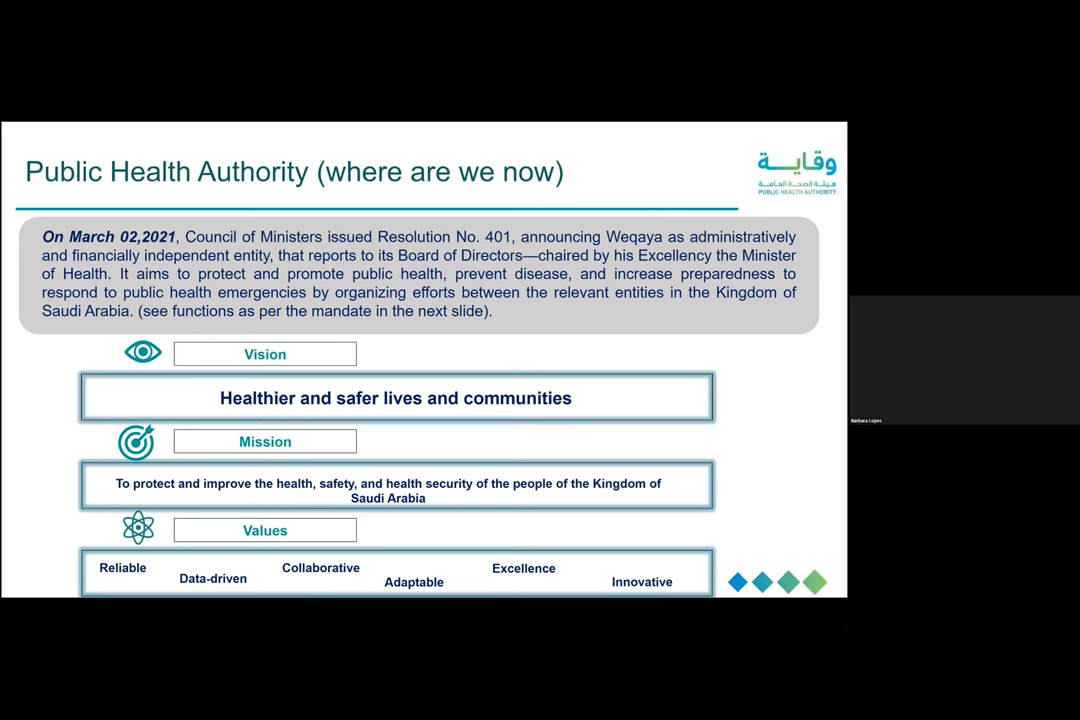 Public Health Authority (where are we now)
وقاية
هيئة الصحة العامة
PUBLIC HEALTH AUTHORITY
On March 02,2021, Council of Ministers issued Resolution No. 401, announcing Weqaya as administratively
and financially independent entity, that reports to its Board of Directors—chaired by his Excellency the Minister
of Health. It aims to protect and promote public health, prevent disease, and increase preparedness to
respond to public health emergencies by organizing efforts between the relevant entities in the Kingdom of
Saudi Arabia. (see functions as per the mandate in the next slide).
Vision
Healthier and safer lives and communities
Mission
To protect and improve the health, safety, and health security of the people of the Kingdom of
Saudi Arabia
Values
Reliable
Data-driven
Collaborative
Adaptable
Excellence
Innovative
Bárbara Lopes